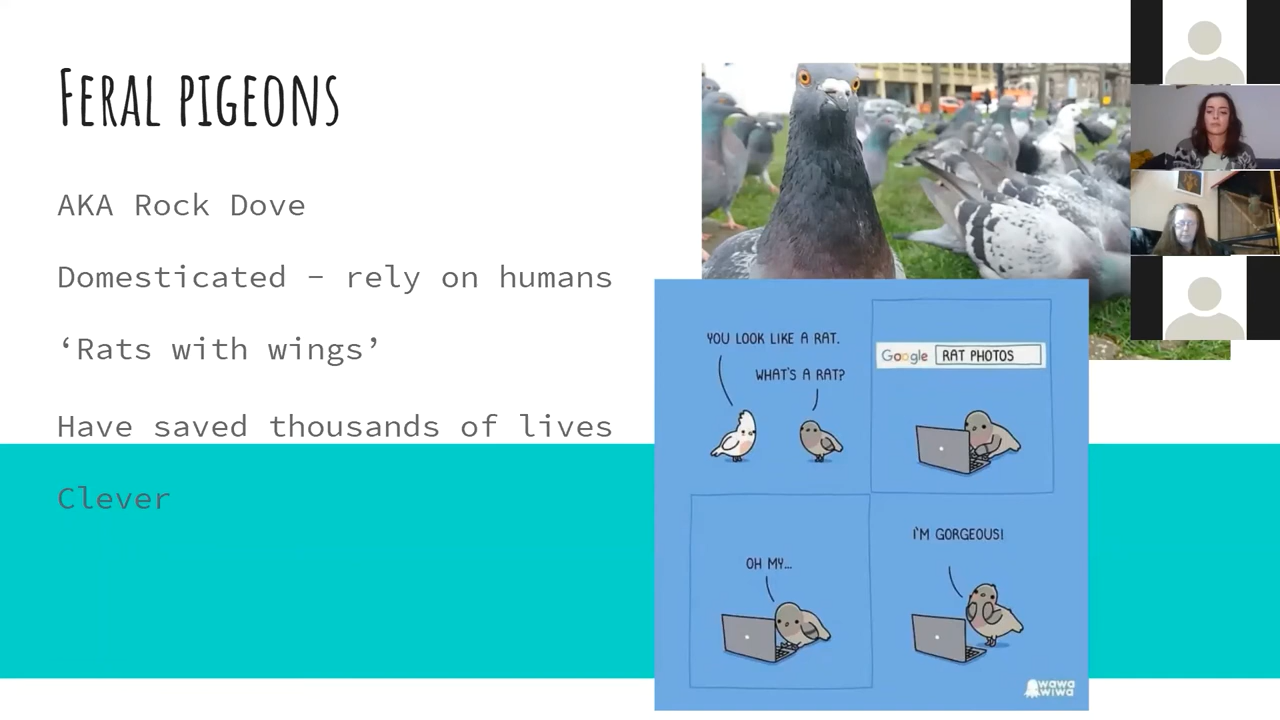 Feral pigeons
AKA Rock Dove
Domesticated - rely on humans
‘Rats with wings’
Have saved thousands of lives
Clever
YOU LOOK LIKE A RAT.
WHAT'S A RAT?
Google RAT PHOTOS
OH MY...
I'M GORGEOUS!
wawa
wiwa